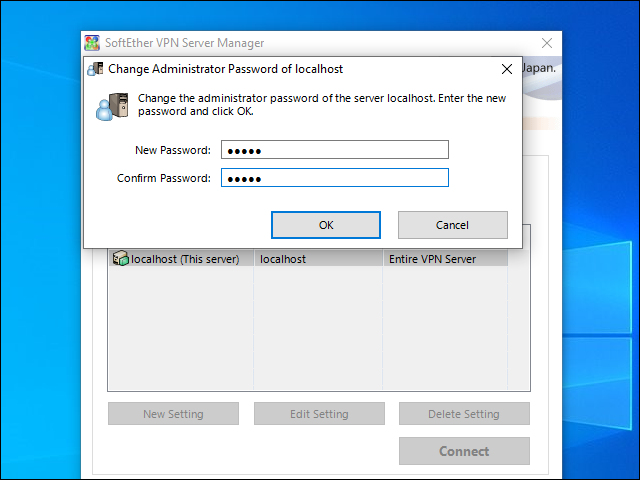 SoftEther VPN Server Manager
Change Administrator Password of localhost
Japan.
Change the administrator password of the server localhost. Enter the new
password and click OK.
New Password: ●●●●●
Confirm Password: ●●●●●
OK Cancel
localhost (This server) localhost Entire VPN Server
New Setting Edit Setting Delete Setting
Connect